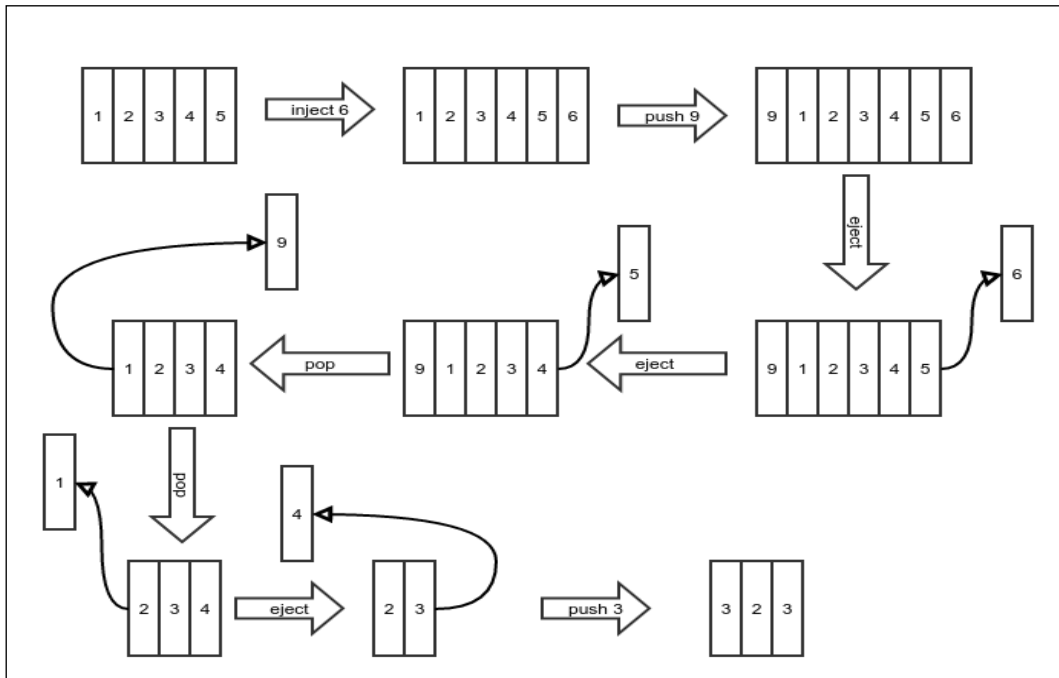 1 2 3 4 5
inject 6
1 2 3 4 5 6
push 9
9 1 2 3 4 5 6
eject
6
9 1 2 3 4 5
eject
5
9 1 2 3 4
pop
9
1 2 3 4
pop
1
2 3 4
eject
4
2 3
push 3
3 2 3